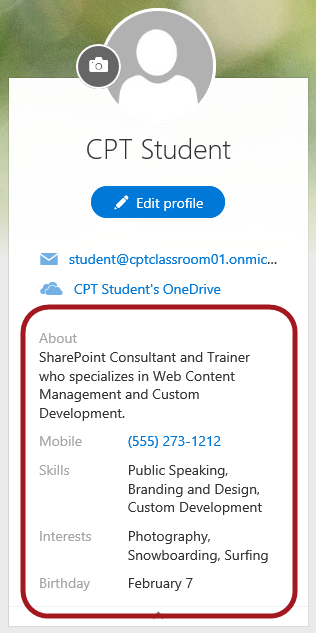 CPT Student
Edit profile
student@cptclassroom01.onmic...
CPT Student's OneDrive
About
SharePoint Consultant and Trainer
who specializes in Web Content
Management and Custom
Development.
Mobile (555) 273-1212
Skills Public Speaking,
Branding and Design,
Custom Development
Interests Photography,
Snowboarding, Surfing
Birthday February 7